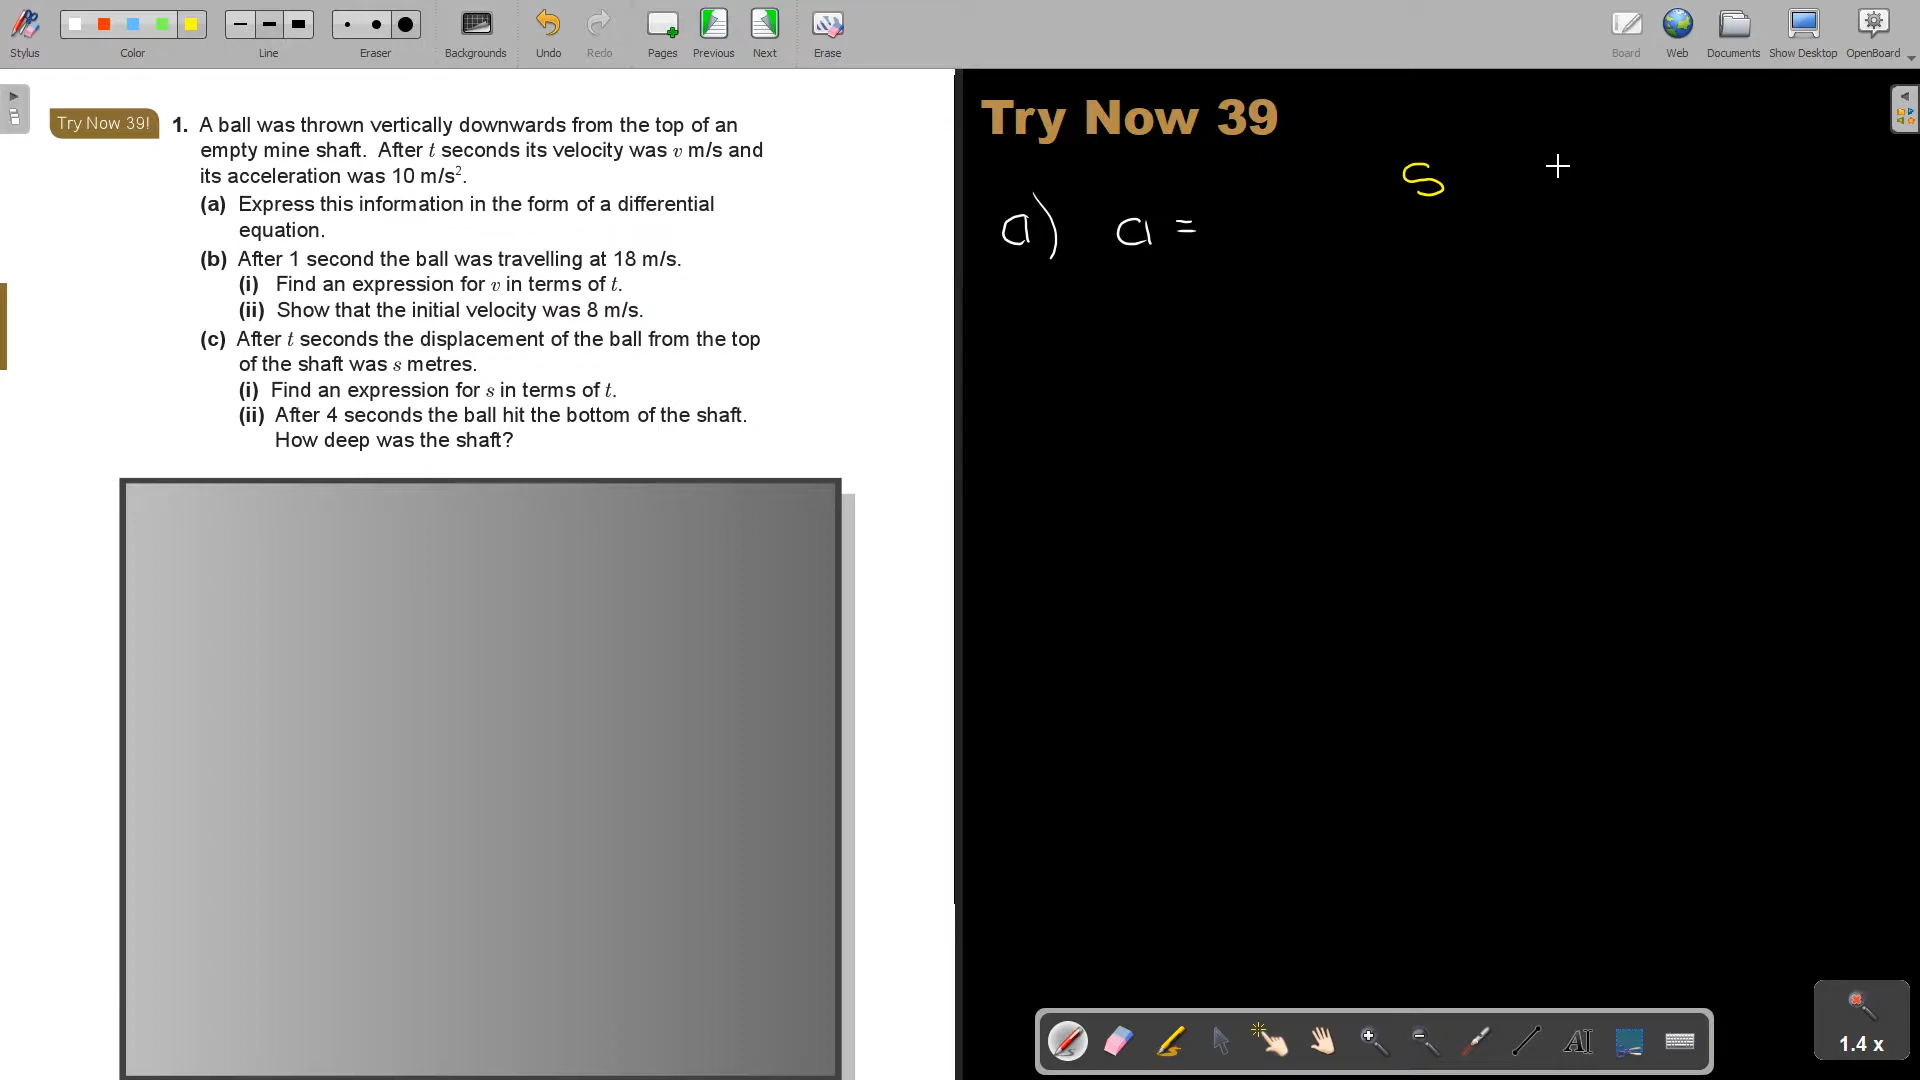 Stylus Color Line Eraser Backgrounds Undo Redo Pages Previous Next Erase Board Web Documents Show Desktop OpenBoard
Try Now 39!
1. A ball was thrown vertically downwards from the top of an
empty mine shaft. After t seconds its velocity was v m/s and
its acceleration was 10 m/s².
(a) Express this information in the form of a differential
equation.
(b) After 1 second the ball was travelling at 18 m/s.
(i) Find an expression for v in terms of t.
(ii) Show that the initial velocity was 8 m/s.
(c) After t seconds the displacement of the ball from the top
of the shaft was s metres.
(i) Find an expression for s in terms of t.
(ii) After 4 seconds the ball hit the bottom of the shaft.
How deep was the shaft?
Try Now 39
s
a) a =
AI
1.4 x